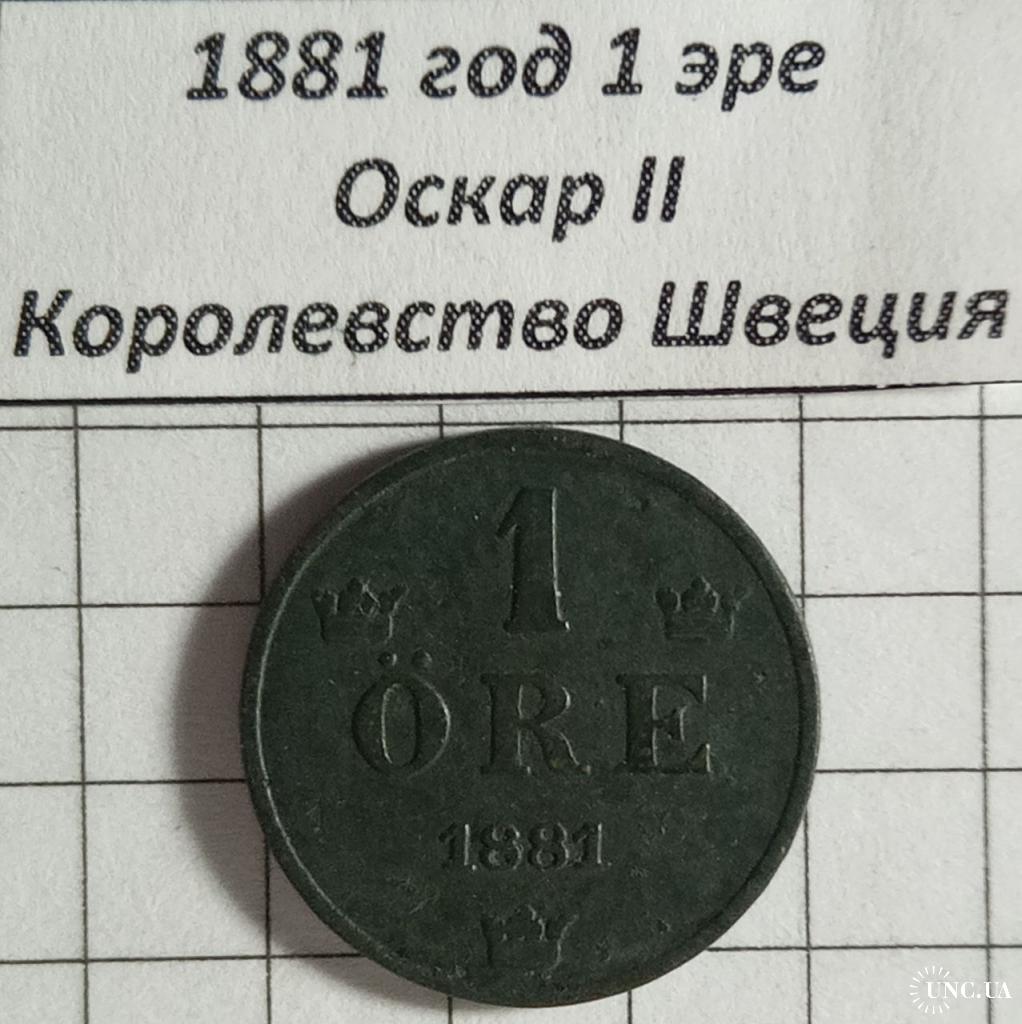 1881 год 1 эре
Оскар II
Королевство Швеция
1
ÖRE
1881
UNC.UA